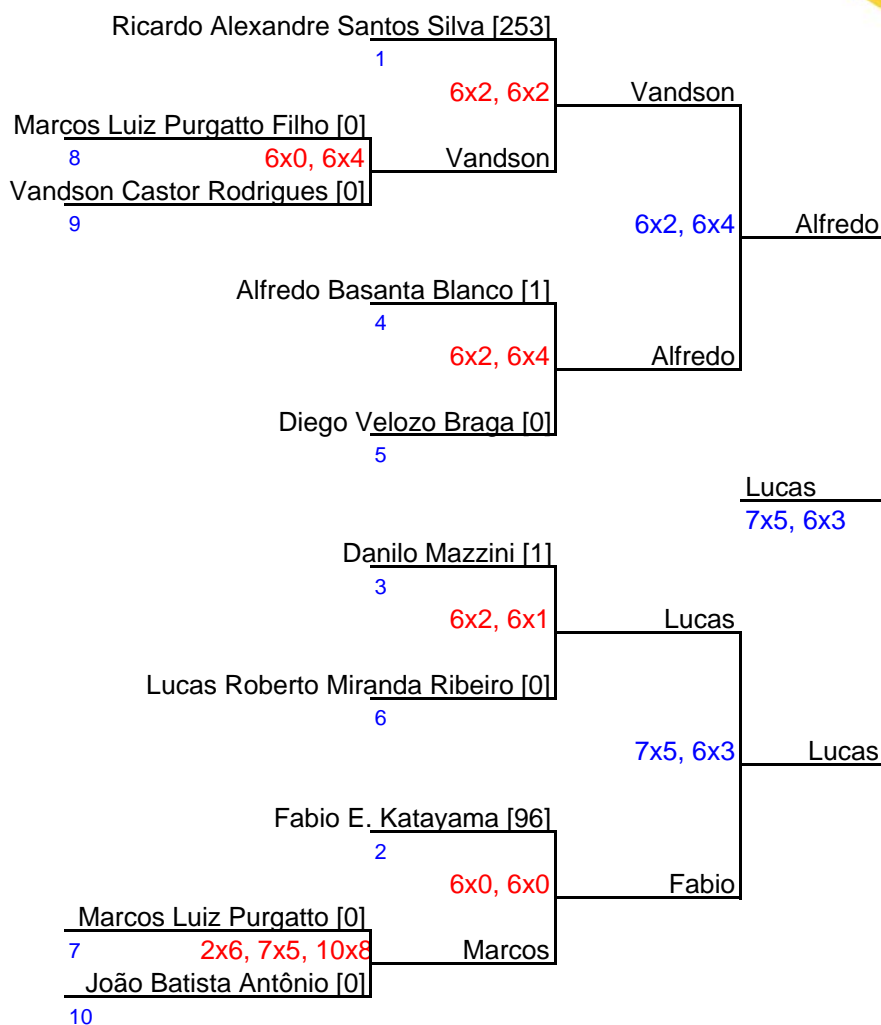 Ricardo Alexandre Santos Silva [253]
1
6x2, 6x2
Vandson
Marcos Luiz Purgatto Filho [0]
8
6x0, 6x4
Vandson
Vandson Castor Rodrigues [0]
9
6x2, 6x4
Alfredo
Alfredo Basanta Blanco [1]
4
6x2, 6x4
Alfredo
Diego Velozo Braga [0]
5
Lucas
7x5, 6x3
Danilo Mazzini [1]
3
6x2, 6x1
Lucas
Lucas Roberto Miranda Ribeiro [0]
6
7x5, 6x3
Lucas
Fabio E. Katayama [96]
2
6x0, 6x0
Fabio
Marcos Luiz Purgatto [0]
7
2x6, 7x5, 10x8
Marcos
João Batista Antônio [0]
10